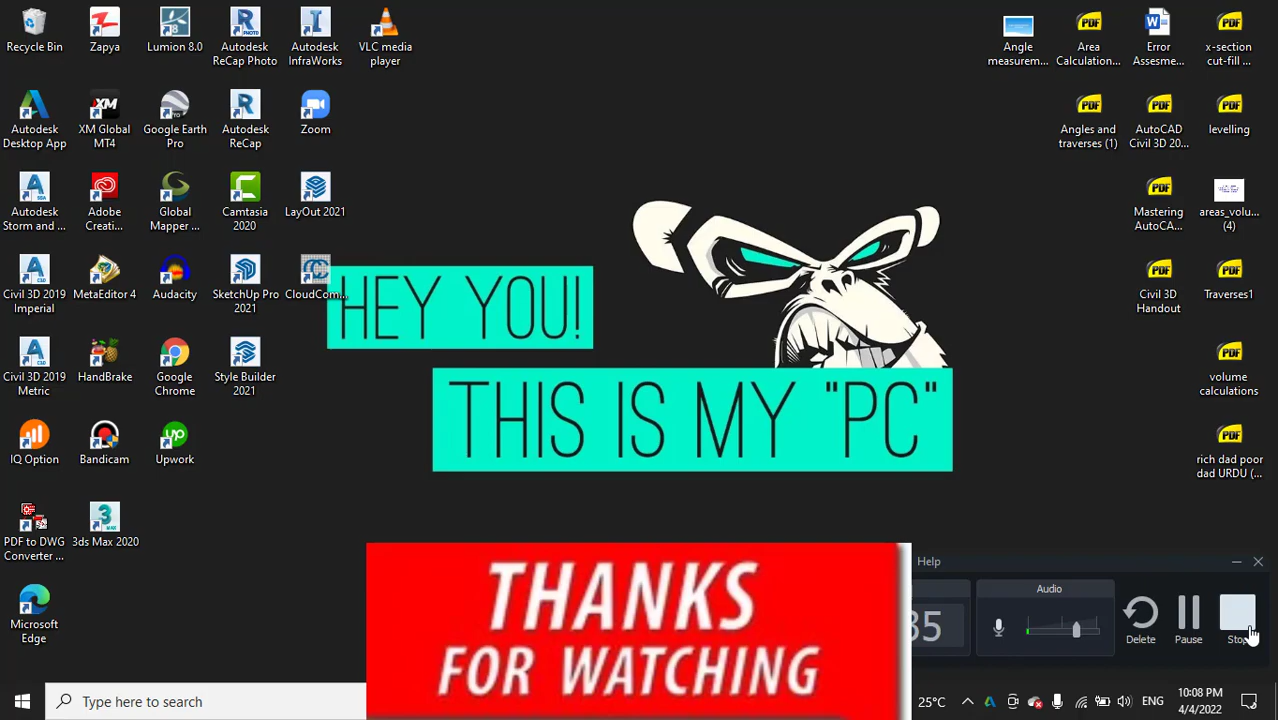 Recycle Bin
Zapya
Lumion 8.0
Autodesk
ReCap Photo
Autodesk
InfraWorks
VLC media
player
Angle
measurem...
Area
Calculation...
Error
Assesme...
x-section
cut-fill ...
Autodesk
Desktop App
XM Global
MT4
Google Earth
Pro
Autodesk
ReCap
Zoom
Angles and
traverses (1)
AutoCAD
Civil 3D 20...
levelling
Autodesk
Storm and ...
Adobe
Creati...
Global
Mapper ...
Camtasia
2020
LayOut 2021
Mastering
AutoCA...
areas_volu...
(4)
Civil 3D 2019
Imperial
MetaEditor 4
Audacity
SketchUp Pro
2021
CloudCom...
Civil 3D
Handout
Traverses1
HEY YOU!
THIS IS MY "PC"
Civil 3D 2019
Metric
HandBrake
Google
Chrome
Style Builder
2021
volume
calculations
IQ Option
Bandicam
Upwork
rich dad poor
dad URDU (...
PDF to DWG
Converter ...
3ds Max 2020
Microsoft
Edge
THANKS
FOR WATCHING
Help
Audio
35
Delete
Pause
Stop
Type here to search
25°C
ENG
10:08 PM
4/4/2022